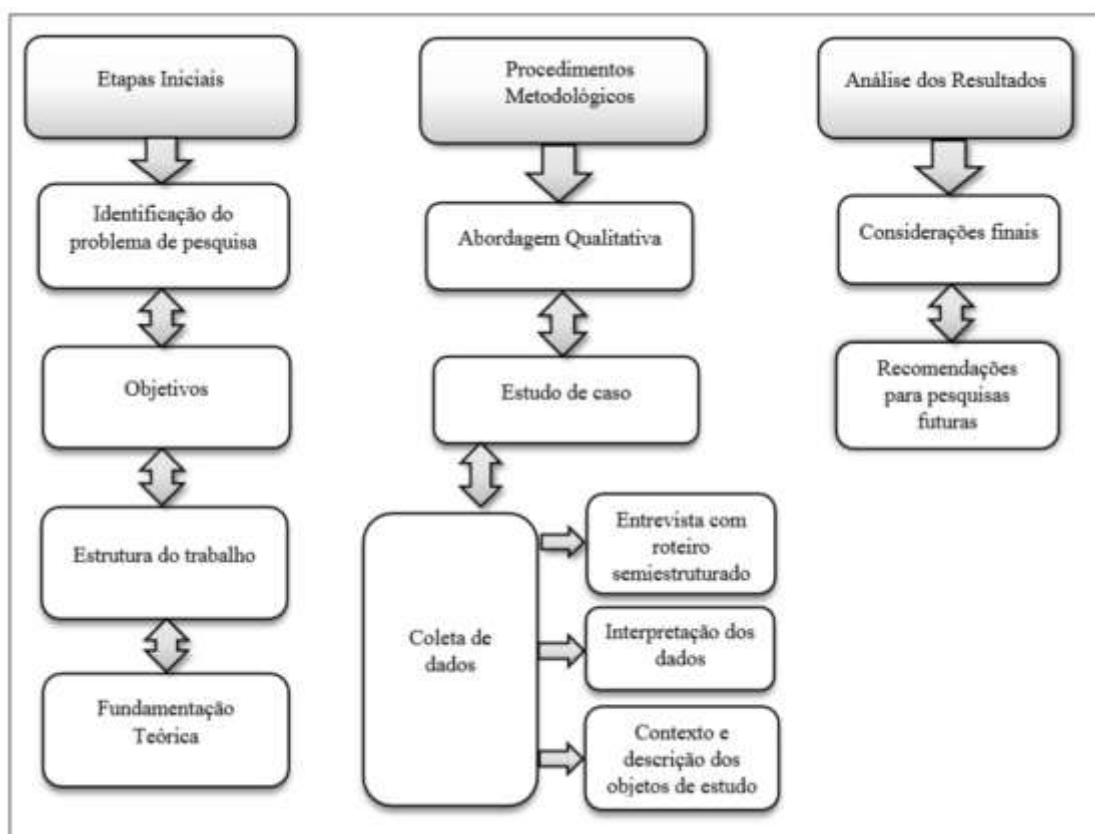 Etapas Iniciais
Identificação do
problema de pesquisa
Objetivos
Estrutura do trabalho
Fundamentação
Teórica
Procedimentos
Metodológicos
Abordagem Qualitativa
Estudo de caso
Coleta de
dados
Entrevista com
roteiro
semiestruturado
Interpretação dos
dados
Contexto e
descrição dos
objetos de estudo
Análise dos Resultados
Considerações finais
Recomendações
para pesquisas
futuras